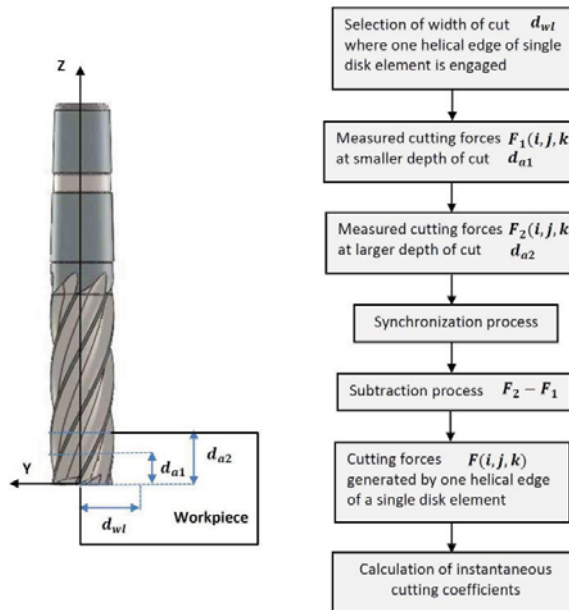 Z
Y
d_a1
d_a2
d_wl
Workpiece
Selection of width of cut d_wl
where one helical edge of single
disk element is engaged
Measured cutting forces F_1(i,j,k
at smaller depth of cut d_a1
Measured cutting forces F_2(i,j,k
at larger depth of cut d_a2
Synchronization process
Subtraction process F_2 − F_1
Cutting forces F(i,j,k)
generated by one helical edge
of a single disk element
Calculation of instantaneous
cutting coefficients